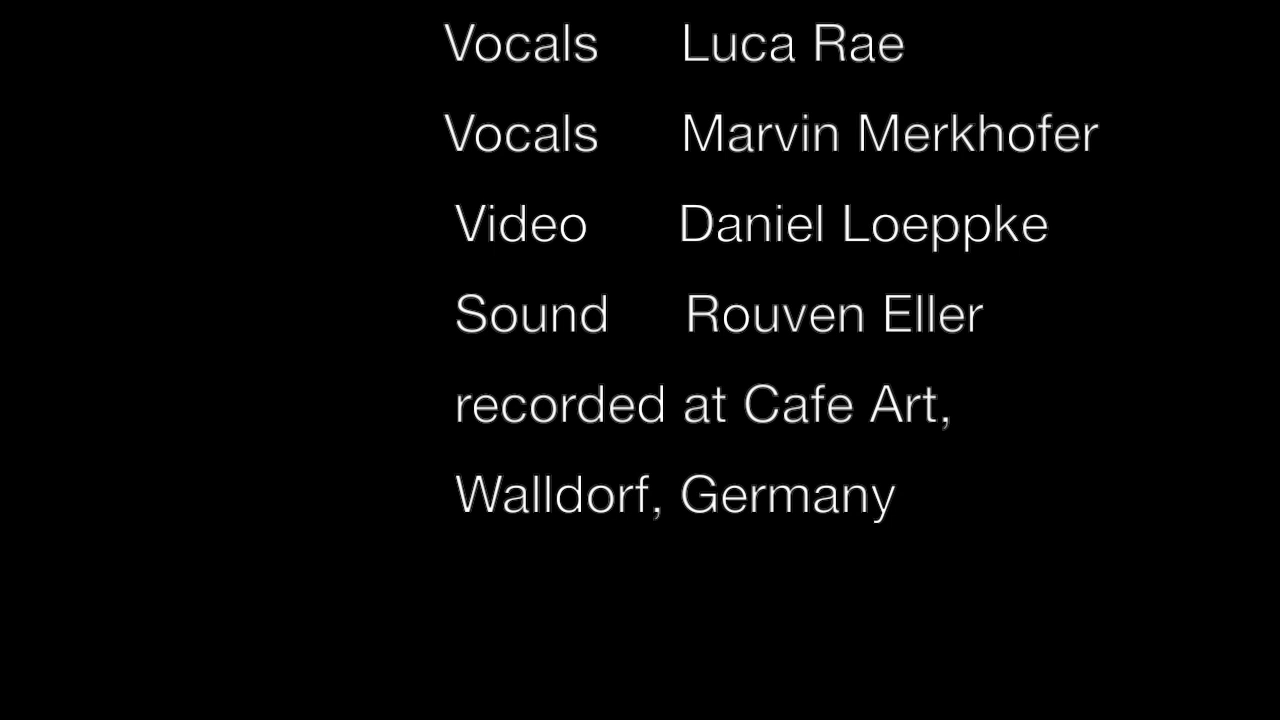 Vocals Luca Rae
Vocals Marvin Merkhofer
Video Daniel Loeppke
Sound Rouven Eller
recorded at Cafe Art,
Walldorf, Germany